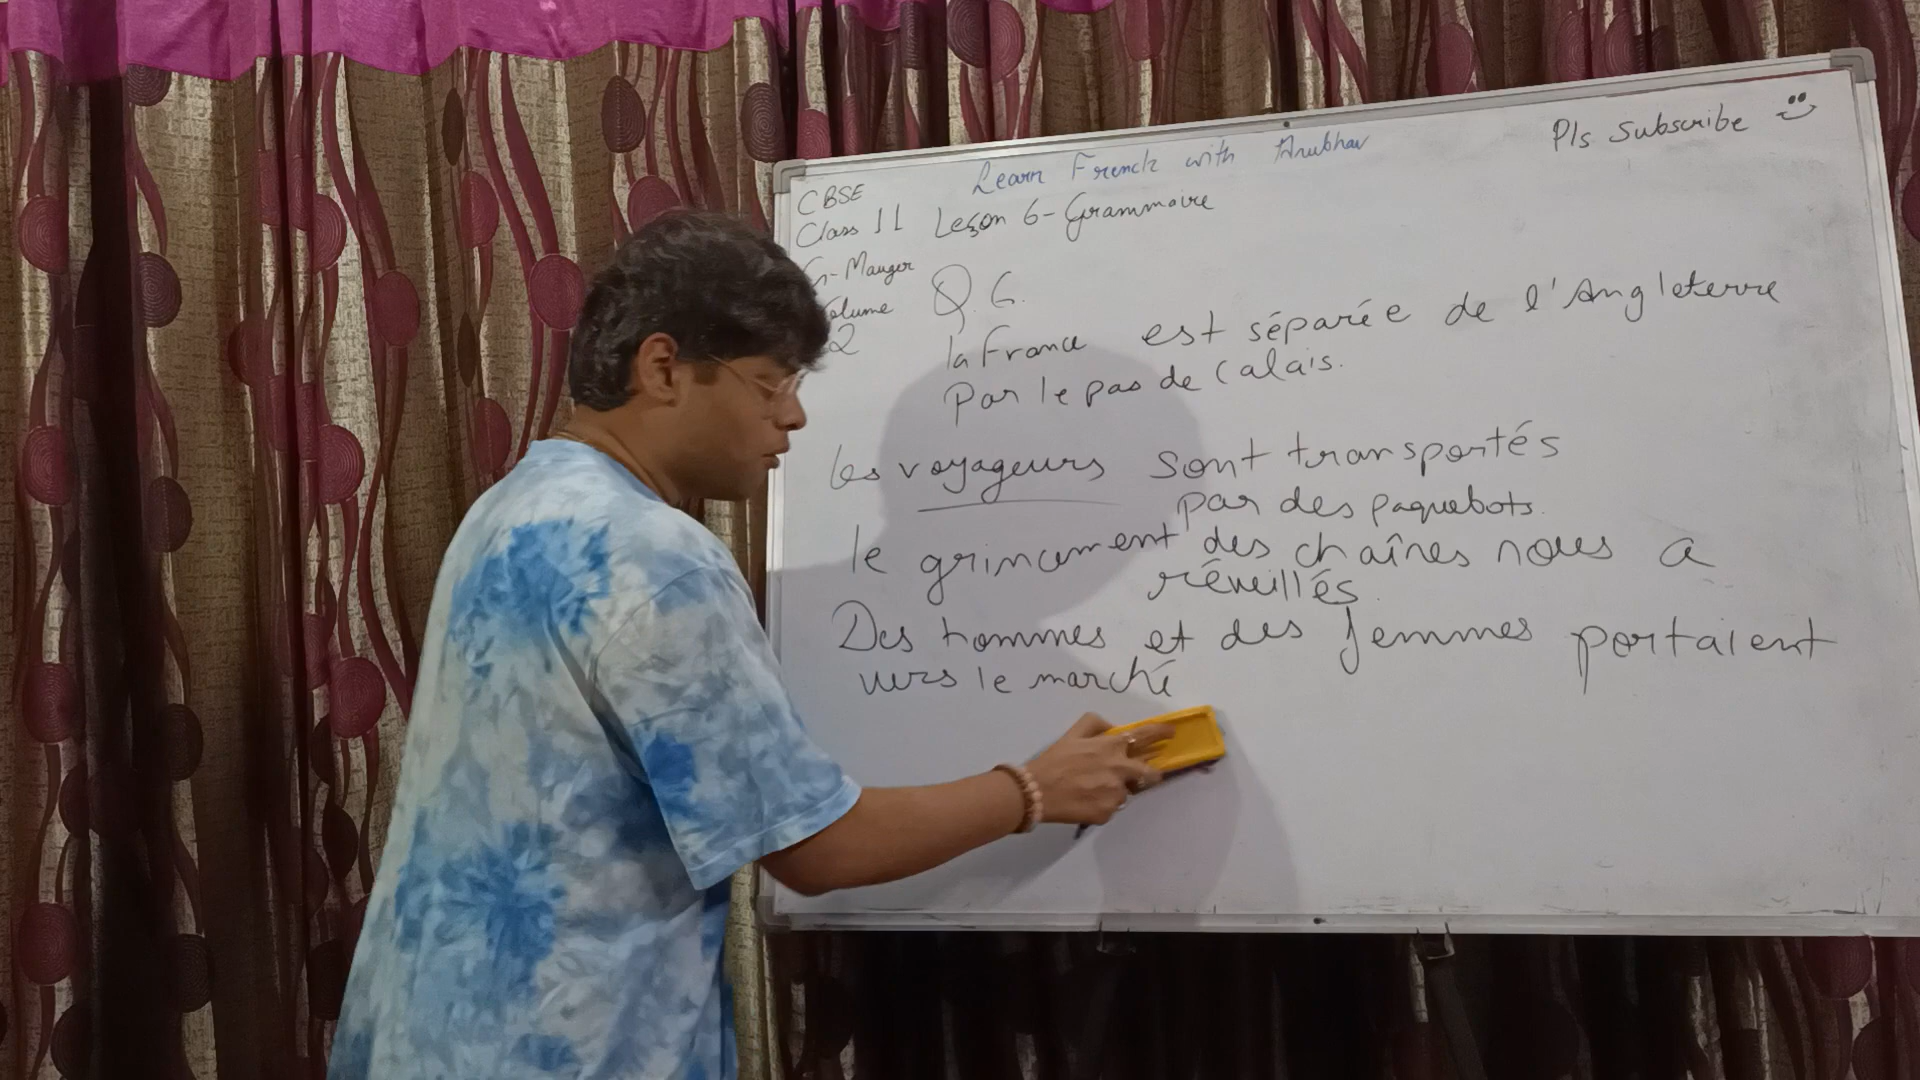 Learn French with Anubhav
Pls Subscribe
CBSE
Class 11 Leçon 6-Grammaire
G-Mauger
Volume
2
Q.6.
la France est séparée de l'Angleterre
Par le pas de Calais.
les voyageurs sont transportés
par des paquebots.
le grincement des chaînes nous a
réveillés.
Des hommes et des femmes portaient
vers le marché